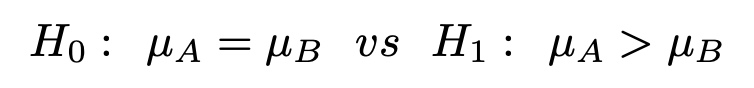 H₀ : μ_A = μ_B vs H₁ : μ_A > μ_B